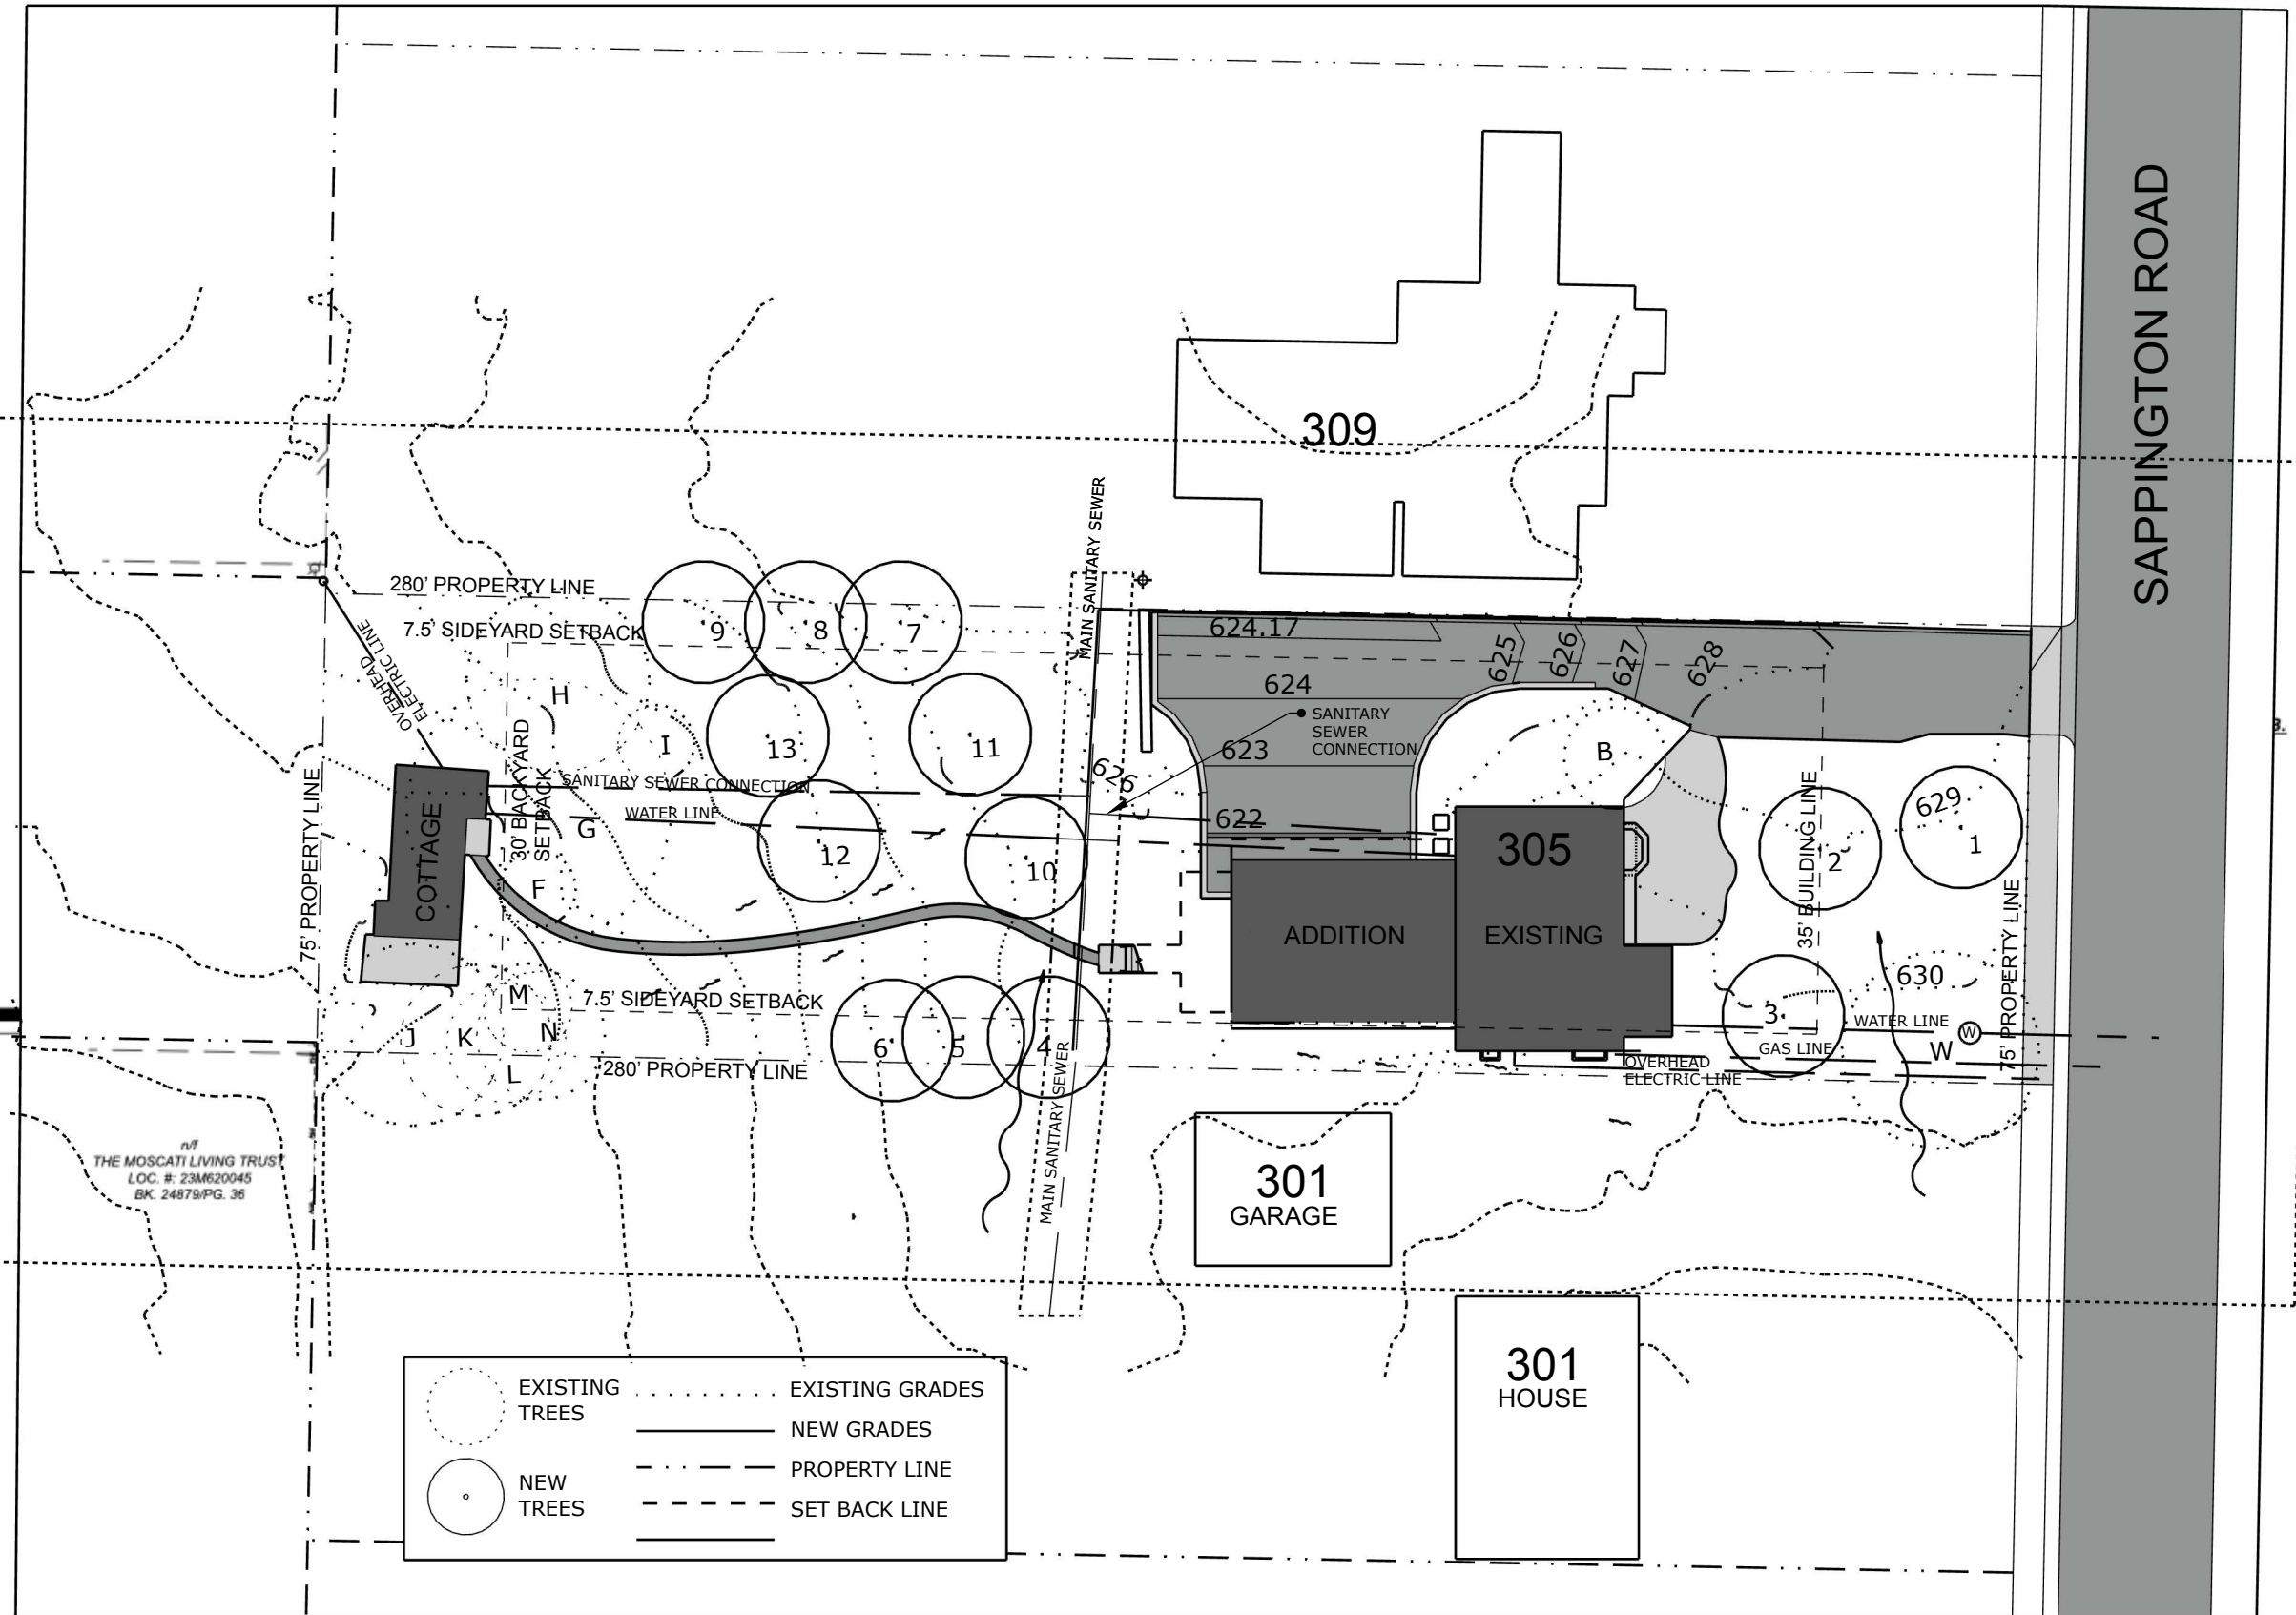 SAPPINGTON ROAD
309
MAIN SANITARY SEWER
280' PROPERTY LINE
7.5' SIDEYARD SETBACK
OVERHEAD
ELECTRIC LINE
9
8
7
624.17
625
626
627
628
624
H
I
13
11
SANITARY
SEWER
CONNECTION
623
B
626
SANITARY SEWER CONNECTION
WATER LINE
30' BACKYARD
SETBACK
75' PROPERTY LINE
COTTAGE
G
F
12
10
622
305
ADDITION
EXISTING
35' BUILDING LINE
2
629
1
75' PROPERTY LINE
630
3
WATER LINE
W
W
GAS LINE
OVERHEAD
ELECTRIC LINE
M
7.5' SIDEYARD SETBACK
J
K
N
L
280' PROPERTY LINE
6
5
4
MAIN SANITARY SEWER
n/f
THE MOSCATI LIVING TRUST
LOC. #: 23M620045
BK. 24879/PG. 36
301
GARAGE
301
HOUSE
EXISTING
TREES
EXISTING GRADES
NEW GRADES
PROPERTY LINE
NEW
TREES
SET BACK LINE